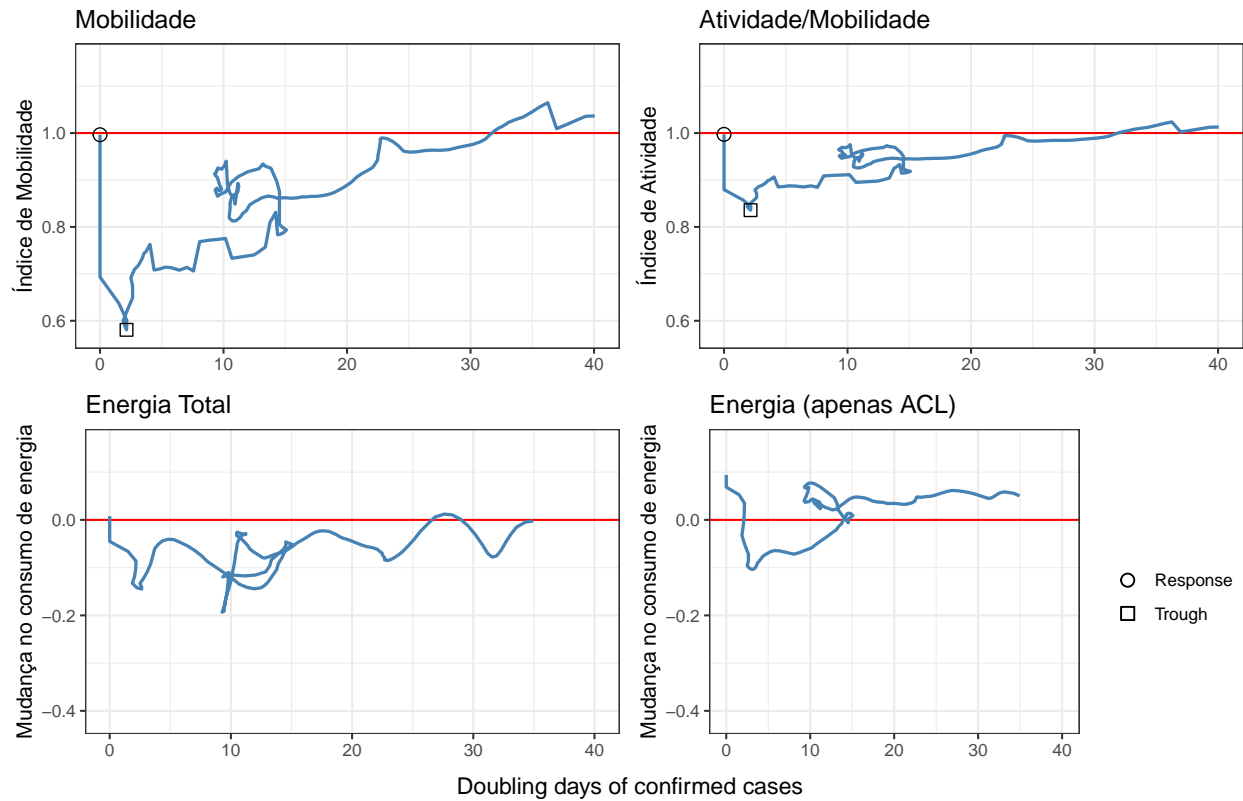 Mobilidade
Índice de Mobilidade
1.0
0.8
0.6
0 10 20 30 40
Atividade/Mobilidade
Índice de Atividade
1.0
0.8
0.6
0 10 20 30 40
Energia Total
Mudança no consumo de energia
0.0
−0.2
−0.4
0 10 20 30 40
Energia (apenas ACL)
Mudança no consumo de energia
0.0
−0.2
−0.4
0 10 20 30 40
Response
Trough
Doubling days of confirmed cases